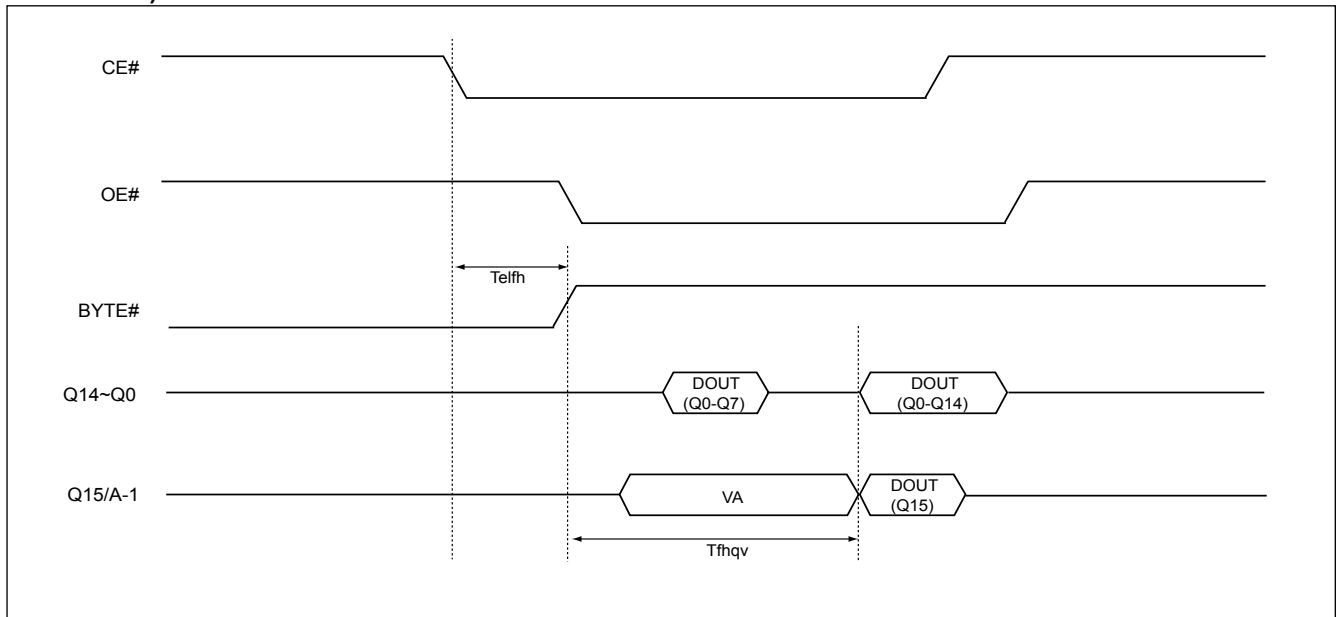 CE#
OE#
Telfh
BYTE#
Q14~Q0
DOUT
(Q0-Q7)
DOUT
(Q0-Q14)
Q15/A-1
VA
DOUT
(Q15)
Tfhqv